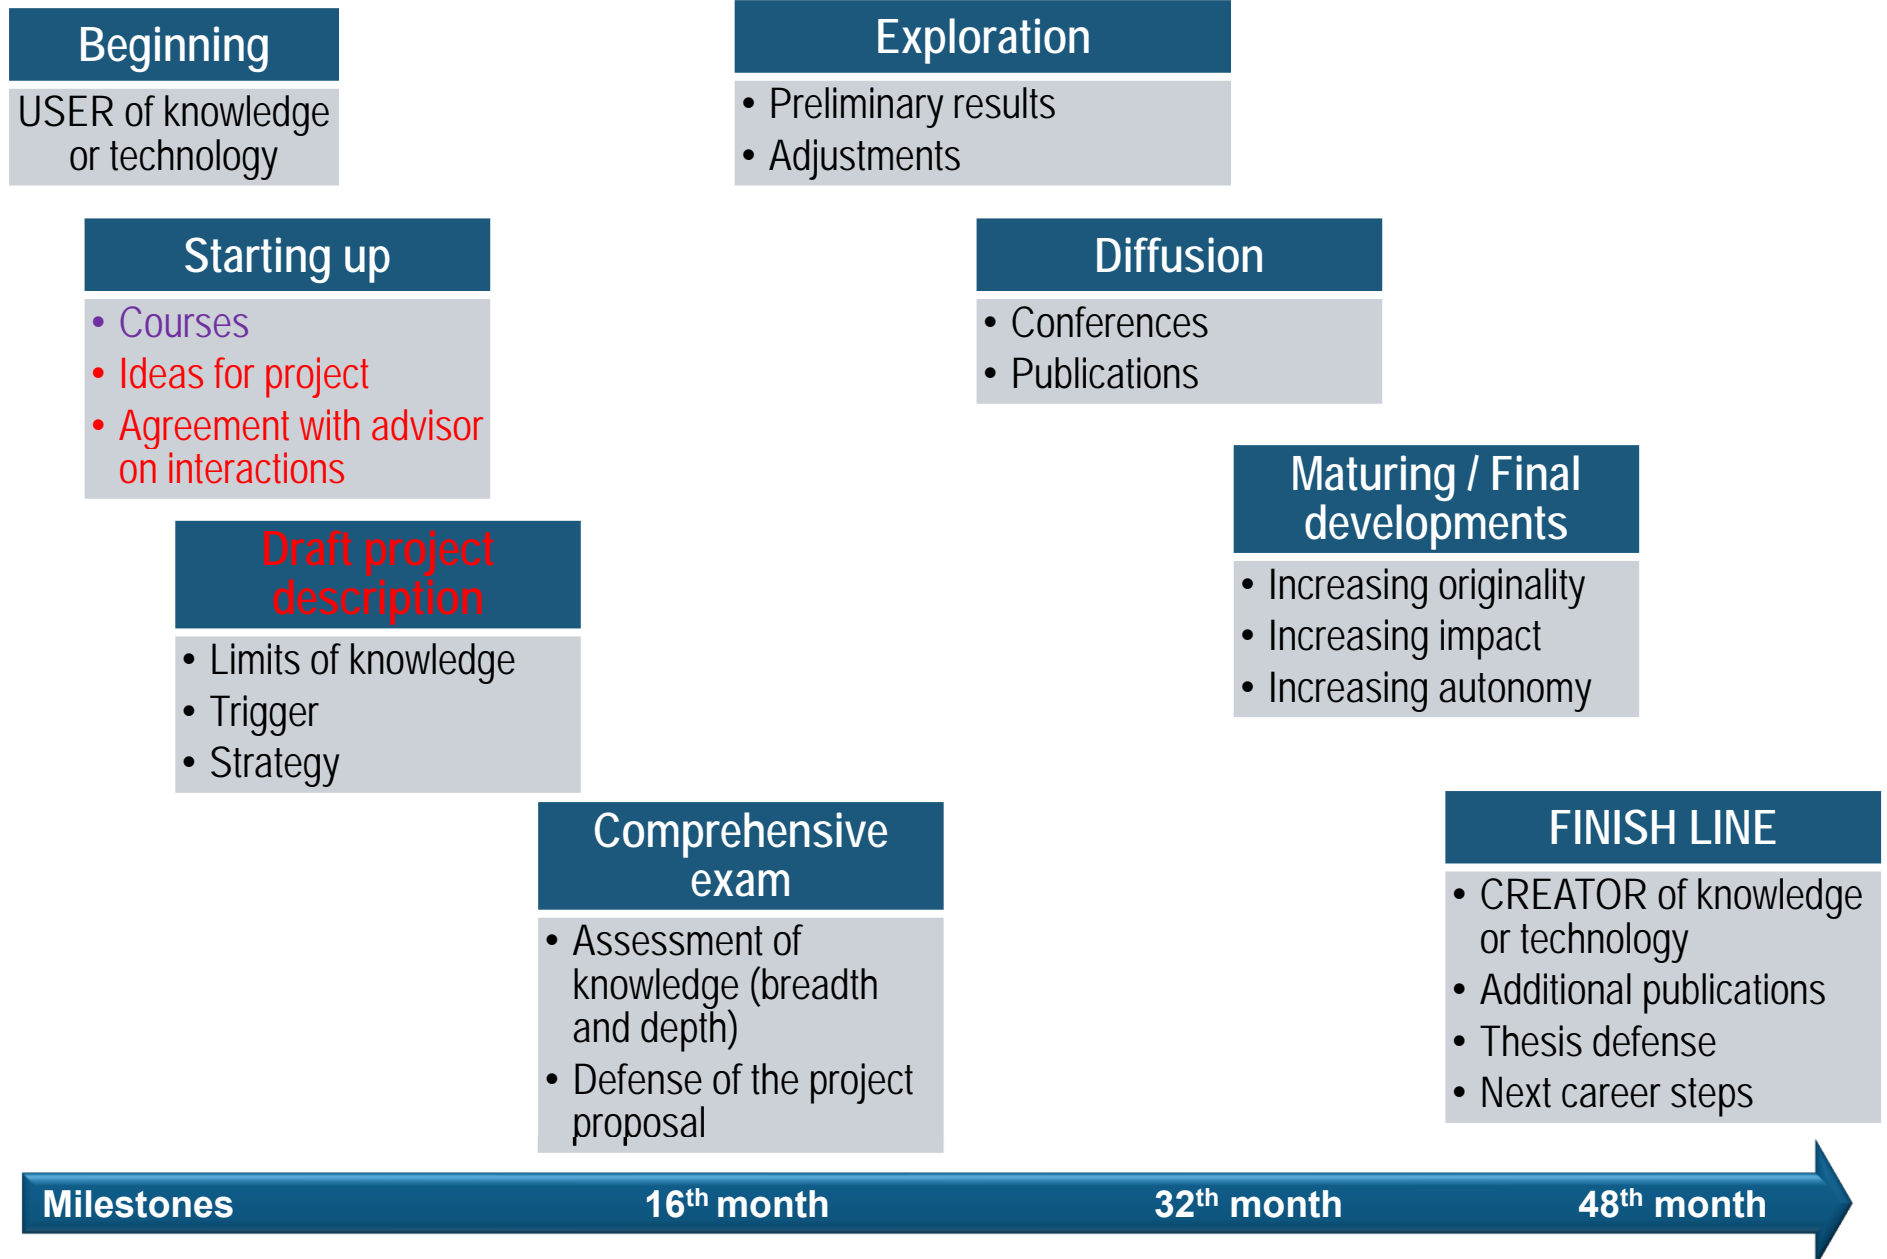 Beginning
USER of knowledge
or technology
Starting up
• Courses
• Ideas for project
• Agreement with advisor
on interactions
Draft project
description
• Limits of knowledge
• Trigger
• Strategy
Comprehensive
exam
• Assessment of
knowledge (breadth
and depth)
• Defense of the project
proposal
Exploration
• Preliminary results
• Adjustments
Diffusion
• Conferences
• Publications
Maturing / Final
developments
• Increasing originality
• Increasing impact
• Increasing autonomy
FINISH LINE
• CREATOR of knowledge
or technology
• Additional publications
• Thesis defense
• Next career steps
Milestones 16th month 32th month 48th month